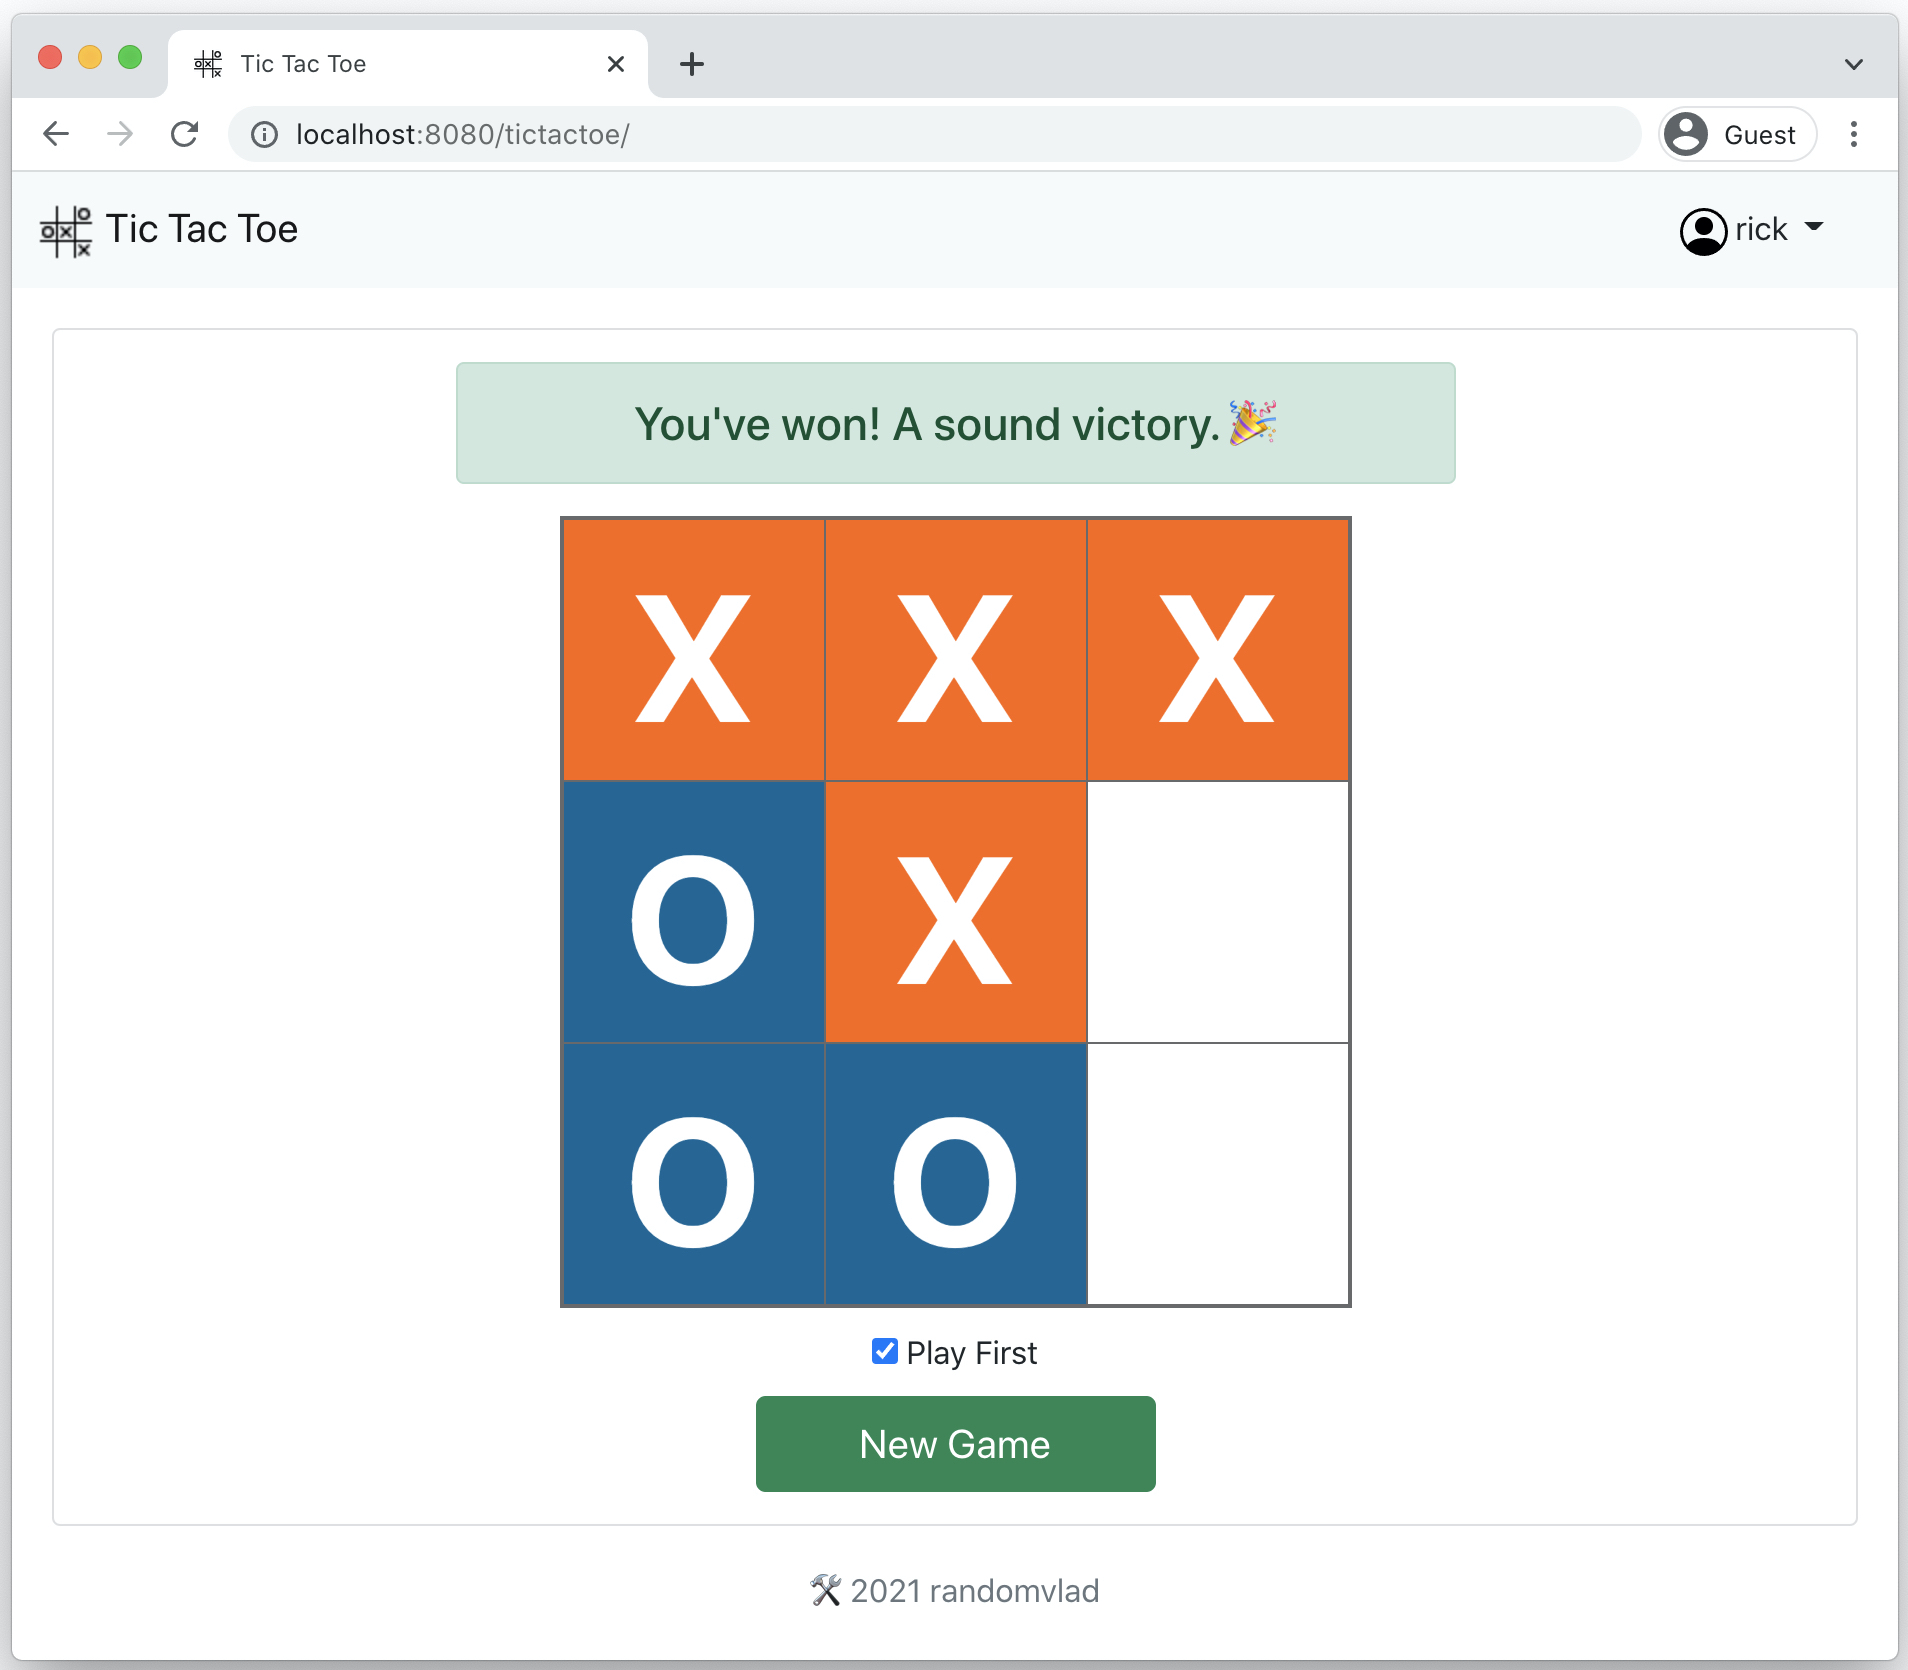 Tic Tac Toe
localhost:8080/tictactoe/
Guest
Tic Tac Toe
rick
You've won! A sound victory. 🎉
X X X
O X
O O
Play First
New Game
🛠 2021 randomvlad